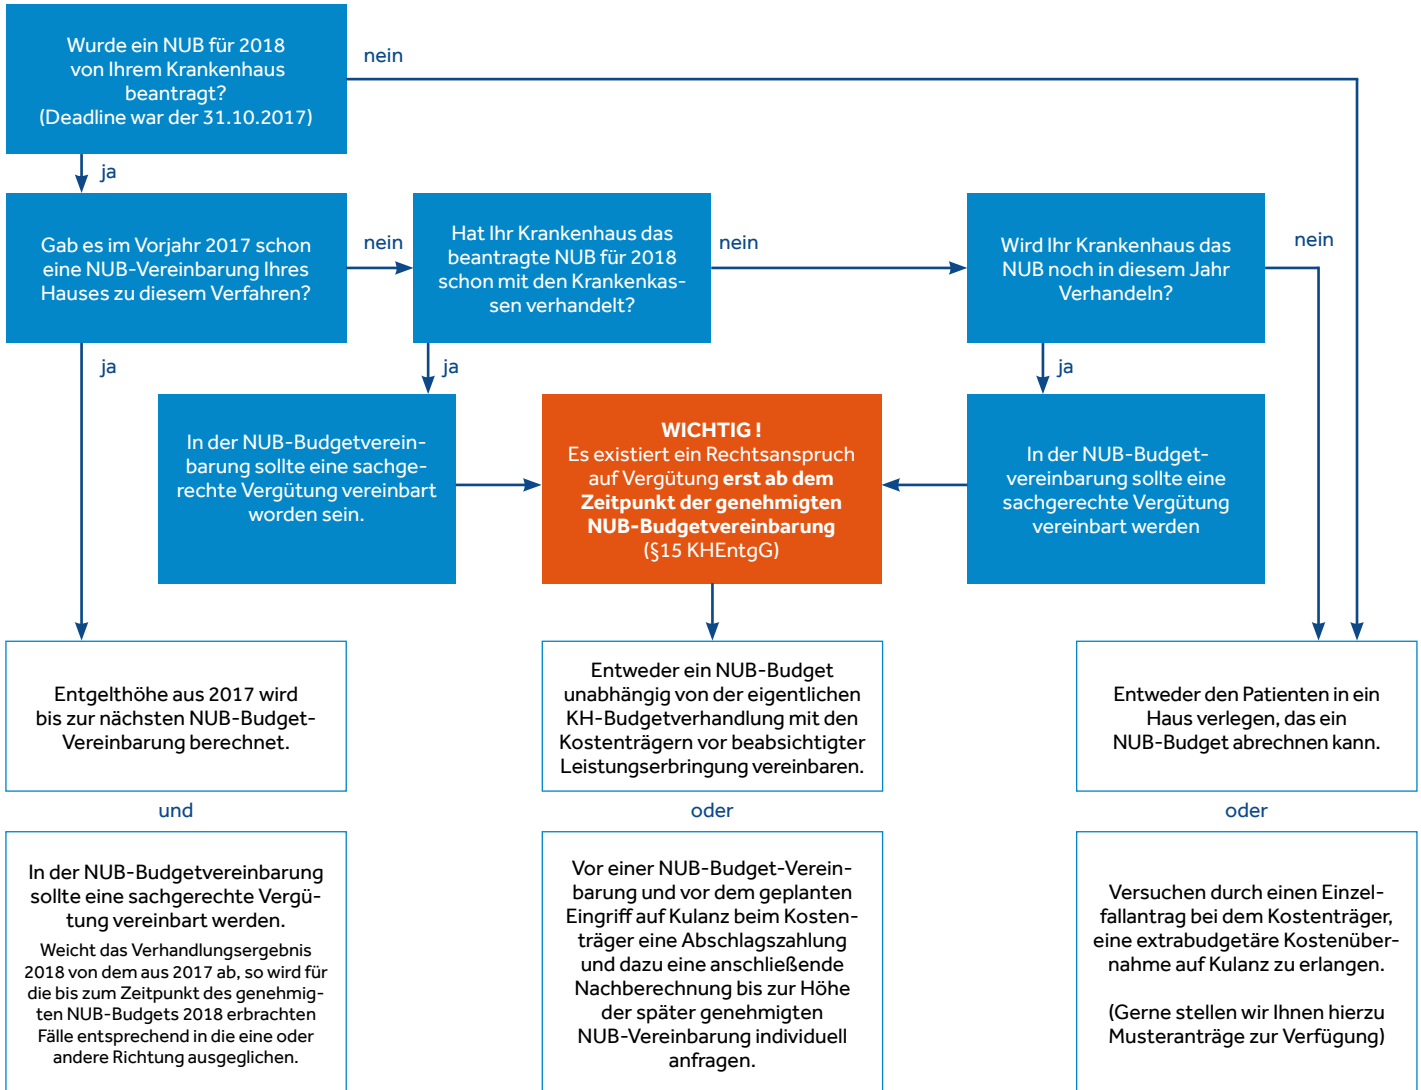 Wurde ein NUB für 2018
von Ihrem Krankenhaus
beantragt?
(Deadline war der 31.10.2017)
nein
ja
Gab es im Vorjahr 2017 schon
eine NUB-Vereinbarung Ihres
Hauses zu diesem Verfahren?
nein
Hat Ihr Krankenhaus das
beantragte NUB für 2018
schon mit den Krankenkas-
sen verhandelt?
nein
Wird Ihr Krankenhaus das
NUB noch in diesem Jahr
Verhandeln?
nein
ja
ja
ja
In der NUB-Budgetverein-
barung sollte eine sachge-
rechte Vergütung vereinbart
worden sein.
WICHTIG !
Es existiert ein Rechtsanspruch
auf Vergütung erst ab dem
Zeitpunkt der genehmigten
NUB-Budgetvereinbarung
(§15 KHEntgG)
In der NUB-Budget-
vereinbarung sollte eine
sachgerechte Vergütung
vereinbart werden
Entgelthöhe aus 2017 wird
bis zur nächsten NUB-Budget-
Vereinbarung berechnet.
und
In der NUB-Budgetvereinbarung
sollte eine sachgerechte Vergü-
tung vereinbart werden.
Weicht das Verhandlungsergebnis
2018 von dem aus 2017 ab, so wird für
die bis zum Zeitpunkt des genehmig-
ten NUB-Budgets 2018 erbrachten
Fälle entsprechend in die eine oder
andere Richtung ausgeglichen.
Entweder ein NUB-Budget
unabhängig von der eigentlichen
KH-Budgetverhandlung mit den
Kostenträgern vor beabsichtigter
Leistungserbringung vereinbaren.
oder
Vor einer NUB-Budget-Verein-
barung und vor dem geplanten
Eingriff auf Kulanz beim Kosten-
träger eine Abschlagszahlung
und dazu eine anschließende
Nachberechnung bis zur Höhe
der später genehmigten
NUB-Vereinbarung individuell
anfragen.
Entweder den Patienten in ein
Haus verlegen, das ein
NUB-Budget abrechnen kann.
oder
Versuchen durch einen Einzel-
fallantrag bei dem Kostenträger,
eine extrabudgetäre Kostenüber-
nahme auf Kulanz zu erlangen.
(Gerne stellen wir Ihnen hierzu
Musteranträge zur Verfügung)